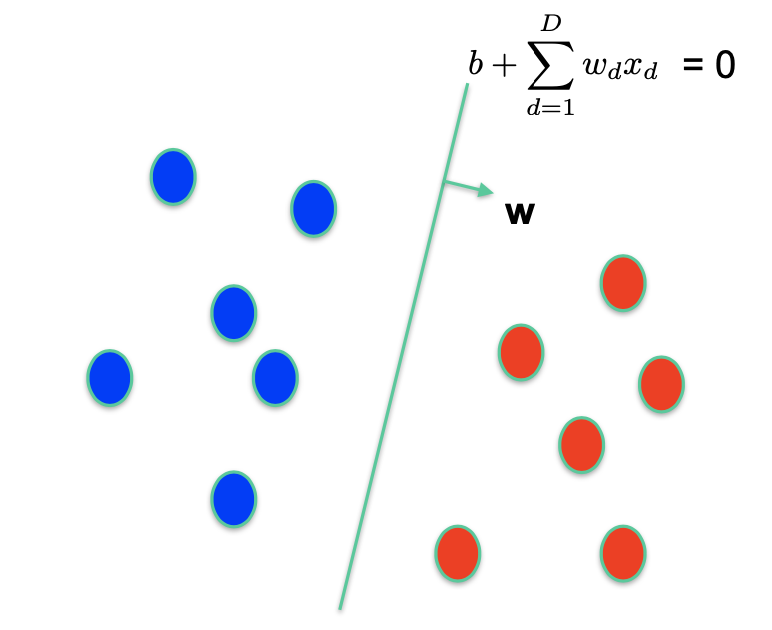 b + \sum_{d=1}^{D} w_d x_d = 0
w